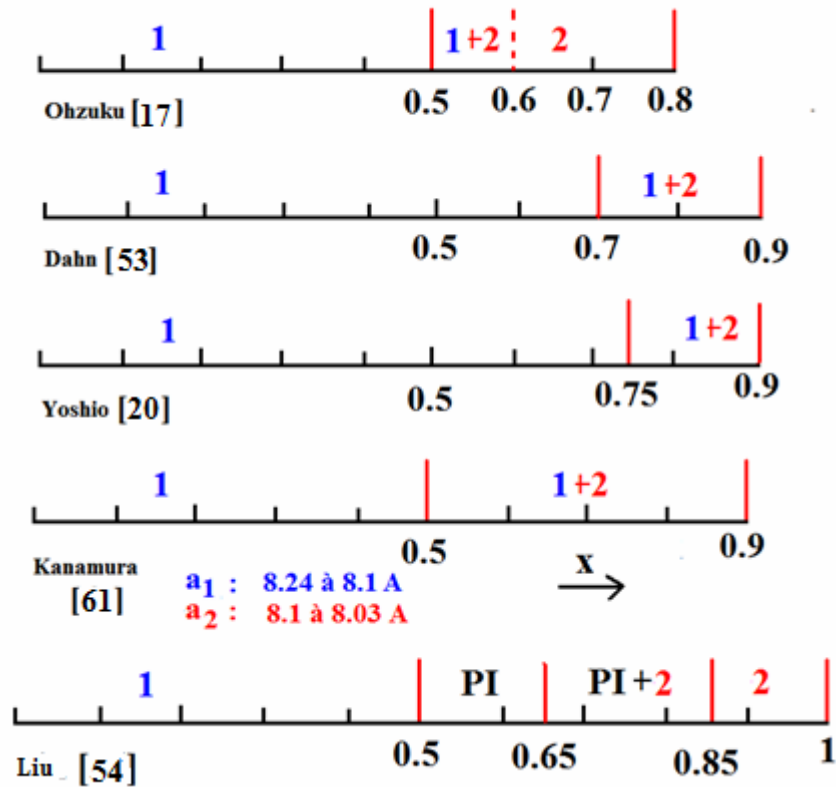 1 1+2 2
0.5 0.6 0.7 0.8
Ohzuku [17]
1 1+2
0.5 0.7 0.9
Dahn [53]
1 1+2
0.5 0.75 0.9
Yoshio [20]
1 1+2
0.5 0.9
Kanamura
[61]
x
a1 : 8.24 à 8.1 A
a2 : 8.1 à 8.03 A
1 PI PI+2 2
0.5 0.65 0.85 1
Liu [54]